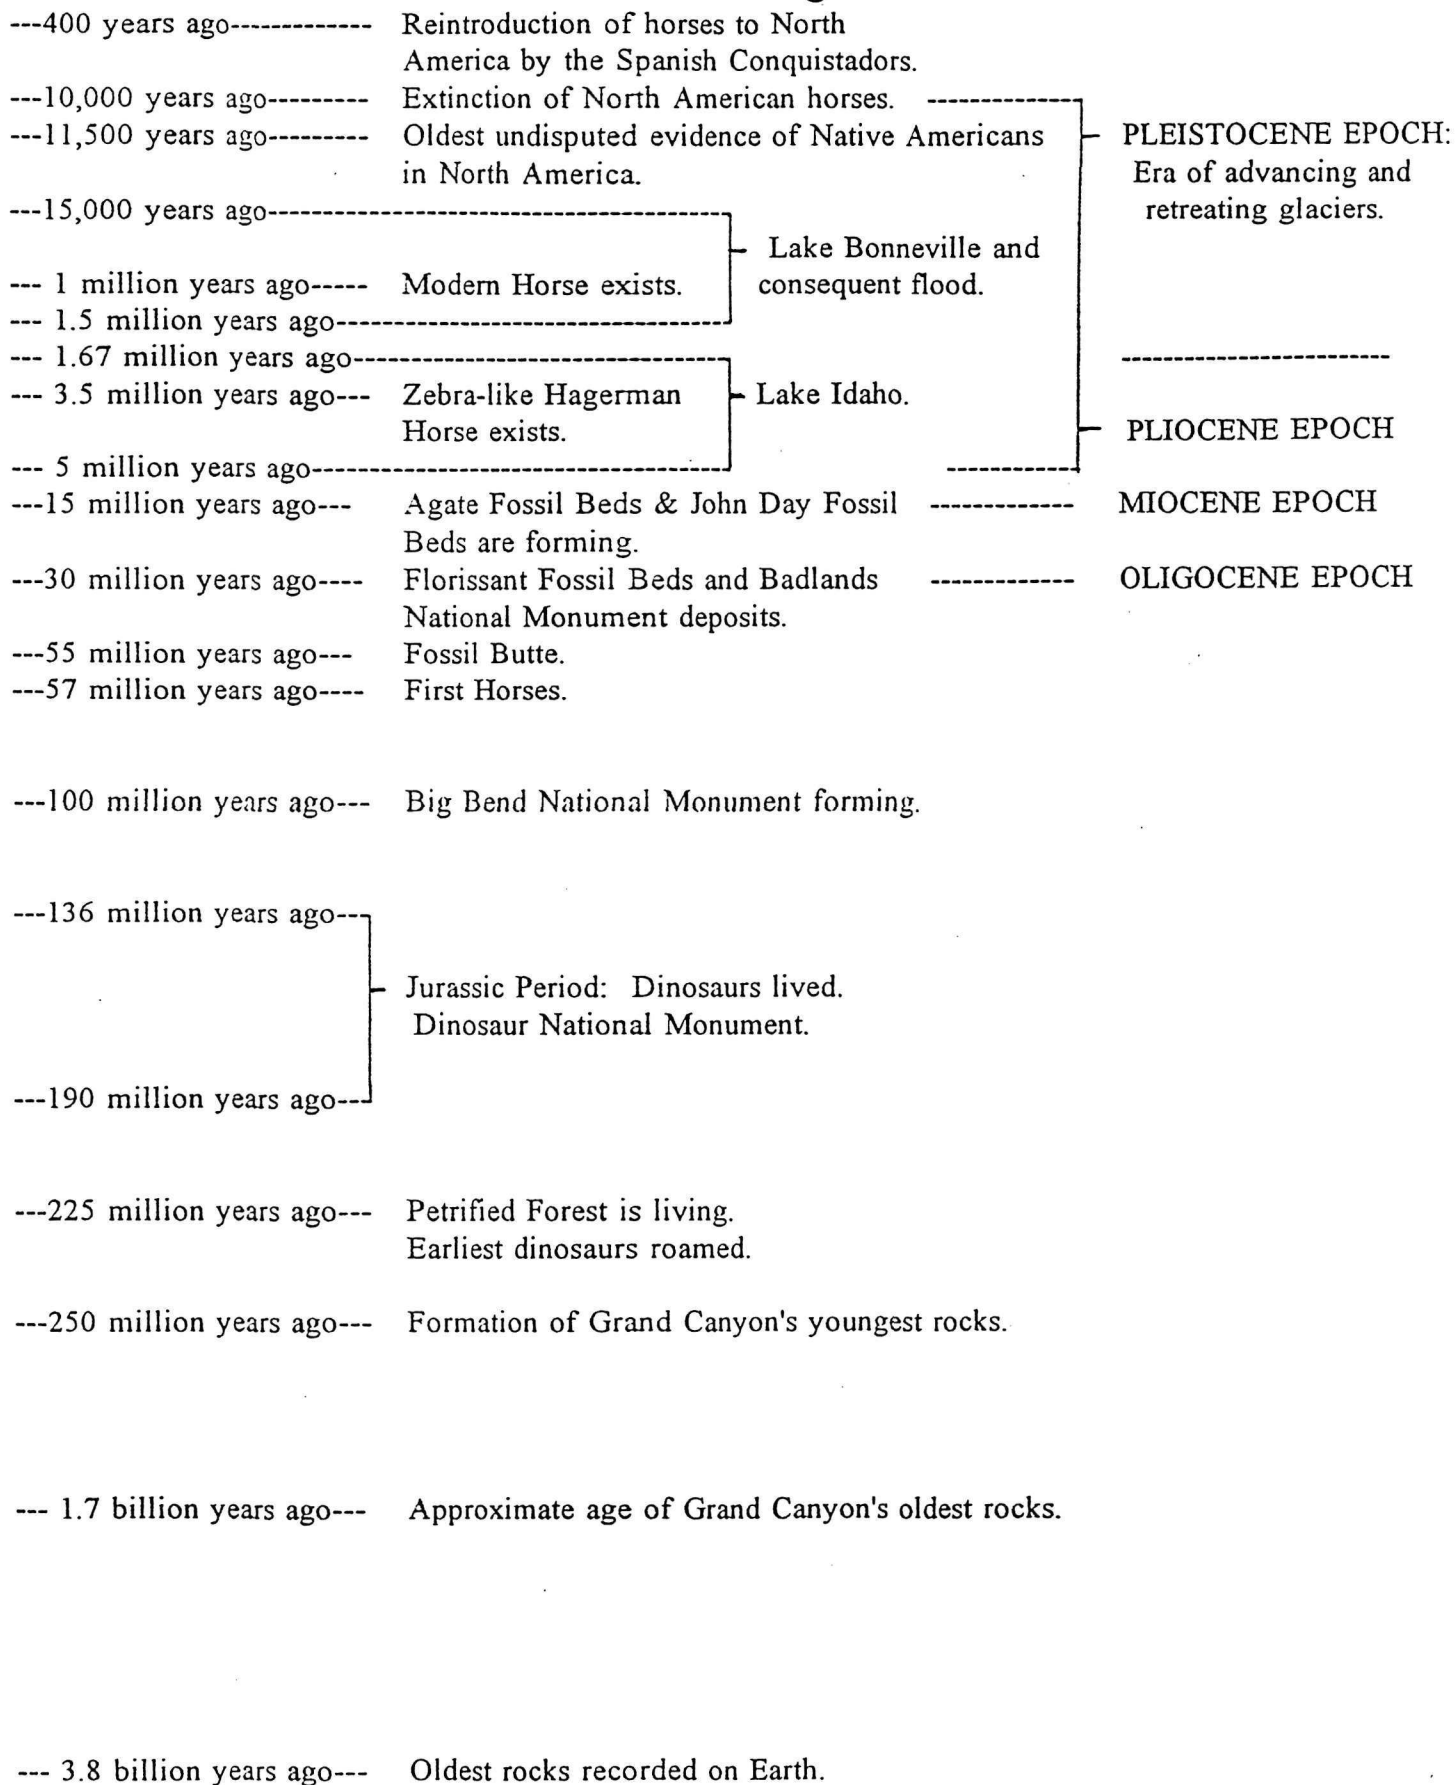 ---400 years ago------------- Reintroduction of horses to North
America by the Spanish Conquistadors.
---10,000 years ago--------- Extinction of North American horses. --------------
---11,500 years ago--------- Oldest undisputed evidence of Native Americans PLEISTOCENE EPOCH:
in North America. Era of advancing and
---15,000 years ago--- retreating glaciers.
Lake Bonneville and
--- 1 million years ago----- Modern Horse exists. consequent flood.
--- 1.5 million years ago---
--- 1.67 million years ago---
--- 3.5 million years ago--- Zebra-like Hagerman Lake Idaho.
Horse exists. PLIOCENE EPOCH
--- 5 million years ago---
---15 million years ago--- Agate Fossil Beds & John Day Fossil ------------- MIOCENE EPOCH
Beds are forming.
---30 million years ago---- Florissant Fossil Beds and Badlands ------------- OLIGOCENE EPOCH
National Monument deposits.
---55 million years ago--- Fossil Butte.
---57 million years ago---- First Horses.
---100 million years ago--- Big Bend National Monument forming.
---136 million years ago---
Jurassic Period: Dinosaurs lived.
Dinosaur National Monument.
---190 million years ago---
---225 million years ago--- Petrified Forest is living.
Earliest dinosaurs roamed.
---250 million years ago--- Formation of Grand Canyon's youngest rocks.
--- 1.7 billion years ago--- Approximate age of Grand Canyon's oldest rocks.
--- 3.8 billion years ago--- Oldest rocks recorded on Earth.